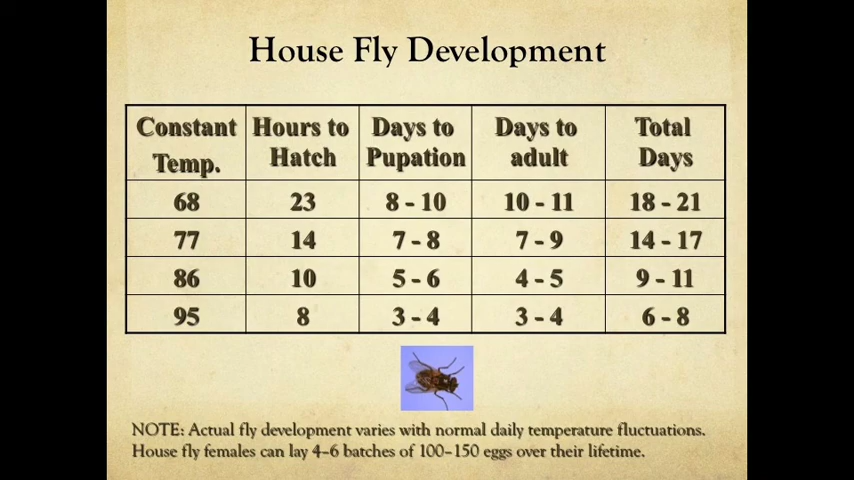 House Fly Development
Constant Temp. Hours to Hatch Days to Pupation Days to adult Total Days
68 23 8 - 10 10 - 11 18 - 21
77 14 7 - 8 7 - 9 14 - 17
86 10 5 - 6 4 - 5 9 - 11
95 8 3 - 4 3 - 4 6 - 8
NOTE: Actual fly development varies with normal daily temperature fluctuations.
House fly females can lay 4–6 batches of 100–150 eggs over their lifetime.